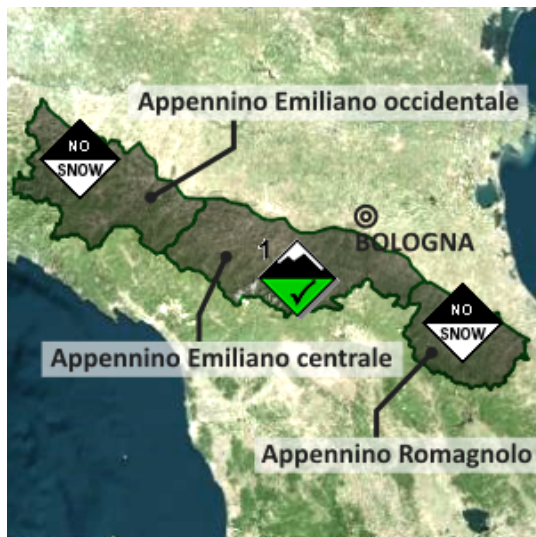 Appennino Emiliano occidentale
NO
SNOW
BOLOGNA
1
NO
SNOW
Appennino Emiliano centrale
Appennino Romagnolo